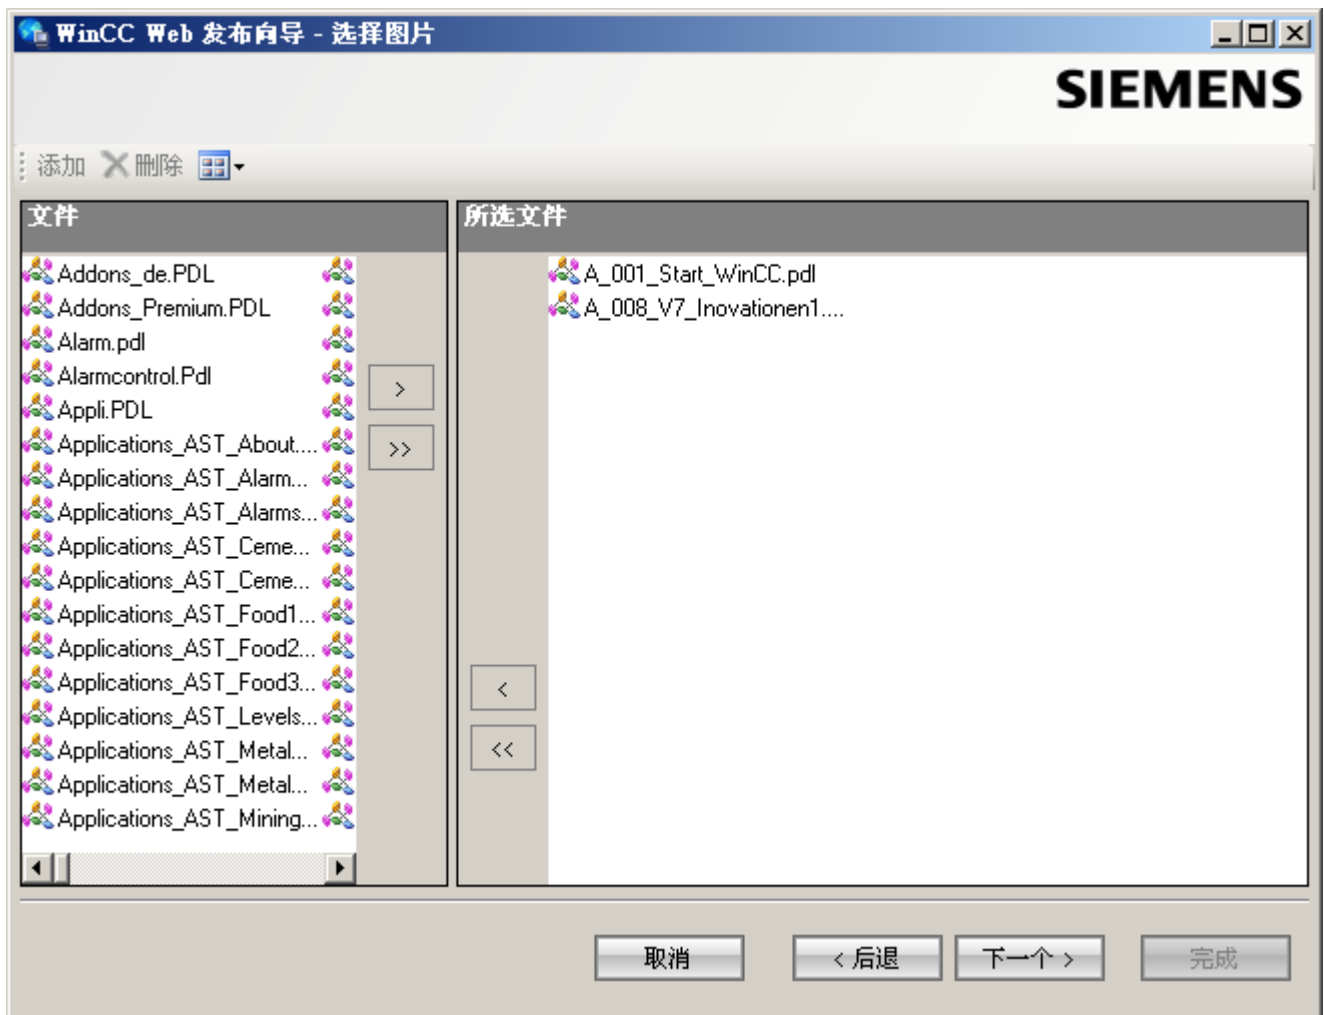 WinCC Web 发布向导 - 选择图片
SIEMENS
添加 删除
文件
Addons_de.PDL
Addons_Premium.PDL
Alarm.pdl
Alarmcontrol.Pdl
Appli.PDL
Applications_AST_About....
Applications_AST_Alarm...
Applications_AST_Alarms...
Applications_AST_Ceme...
Applications_AST_Ceme...
Applications_AST_Food1...
Applications_AST_Food2...
Applications_AST_Food3...
Applications_AST_Levels...
Applications_AST_Metal...
Applications_AST_Metal...
Applications_AST_Mining...
>
>>
所选文件
A_001_Start_WinCC.pdl
A_008_V7_Inovationen1....
<
<<
取消
< 后退
下一个 >
完成